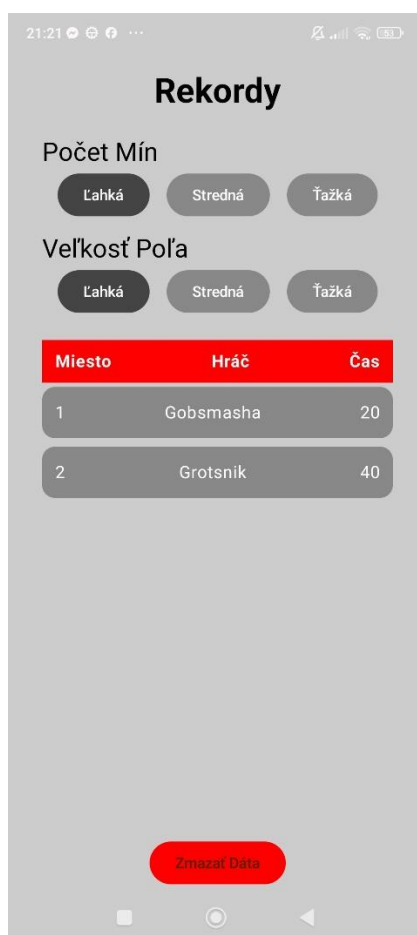 21:21 53
Rekordy
Počet Mín
Ľahká Stredná Ťažká
Veľkosť Poľa
Ľahká Stredná Ťažká
Miesto Hráč Čas
1 Gobsmasha 20
2 Grotsnik 40
Zmazať Dáta